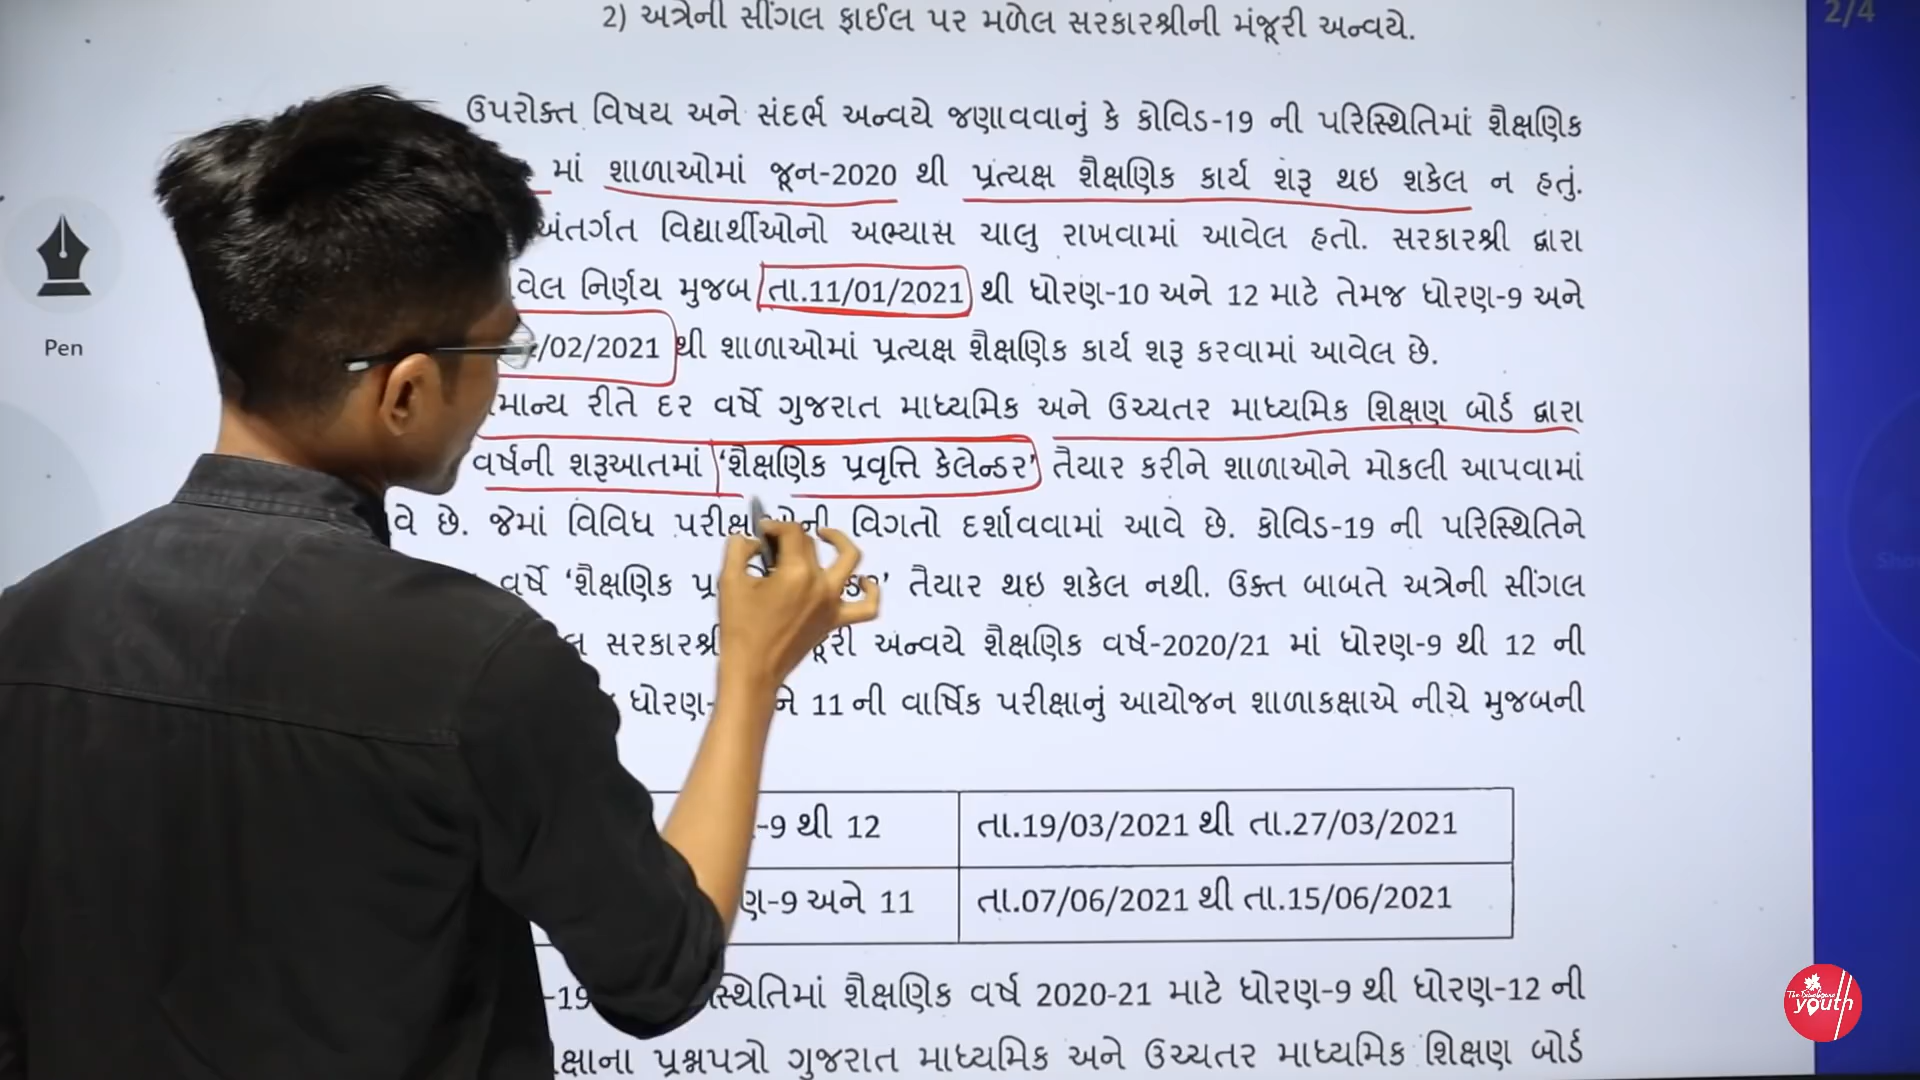 2/4
2) અત્રેની સીંગલ ફાઈલ પર મળેલ સરકારશ્રીની મંજૂરી અન્વયે.
ઉપરોક્ત વિષય અને સંદર્ભ અન્વયે જણાવવાનું કે કોવિડ-19 ની પરિસ્થિતિમાં શૈક્ષણિક
માં શાળાઓમાં જૂન-2020 થી પ્રત્યક્ષ શૈક્ષણિક કાર્ય શરૂ થઇ શકેલ ન હતું.
અંતર્ગત વિદ્યાર્થીઓનો અભ્યાસ ચાલુ રાખવામાં આવેલ હતો. સરકારશ્રી દ્વારા
નિર્ણય મુજબ તા.11/01/2021 થી ધોરણ-10 અને 12 માટે તેમજ ધોરણ-9 અને
/02/2021 થી શાળાઓમાં પ્રત્યક્ષ શૈક્ષણિક કાર્ય શરૂ કરવામાં આવેલ છે.
રીતે દર વર્ષે ગુજરાત માધ્યમિક અને ઉચ્ચતર માધ્યમિક શિક્ષણ બોર્ડ દ્વારા
વર્ષની શરૂઆતમાં ‘શૈક્ષણિક પ્રવૃત્તિ કેલેન્ડર’ તૈયાર કરીને શાળાઓને મોકલી આપવામાં
છે. જેમાં વિવિધ પરીક્ષાઓની વિગતો દર્શાવવામાં આવે છે. કોવિડ-19 ની પરિસ્થિતિને
વર્ષે ‘શૈક્ષણિક તૈયાર થઇ શકેલ નથી. ઉક્ત બાબતે અત્રેની સીંગલ
અન્વયે શૈક્ષણિક વર્ષ-2020/21 માં ધોરણ-9 થી 12 ની
ધોરણ- 11 ની વાર્ષિક પરીક્ષાનું આયોજન શાળાકક્ષાએ નીચે મુજબની
-9 થી 12 તા.19/03/2021 થી તા.27/03/2021
-9 અને 11 તા.07/06/2021 થી તા.15/06/2021
-19 શૈક્ષણિક વર્ષ 2020-21 માટે ધોરણ-9 થી ધોરણ-12 ની
પ્રશ્નપત્રો ગુજરાત માધ્યમિક અને ઉચ્ચતર માધ્યમિક શિક્ષણ બોર્ડ
Pen
youth